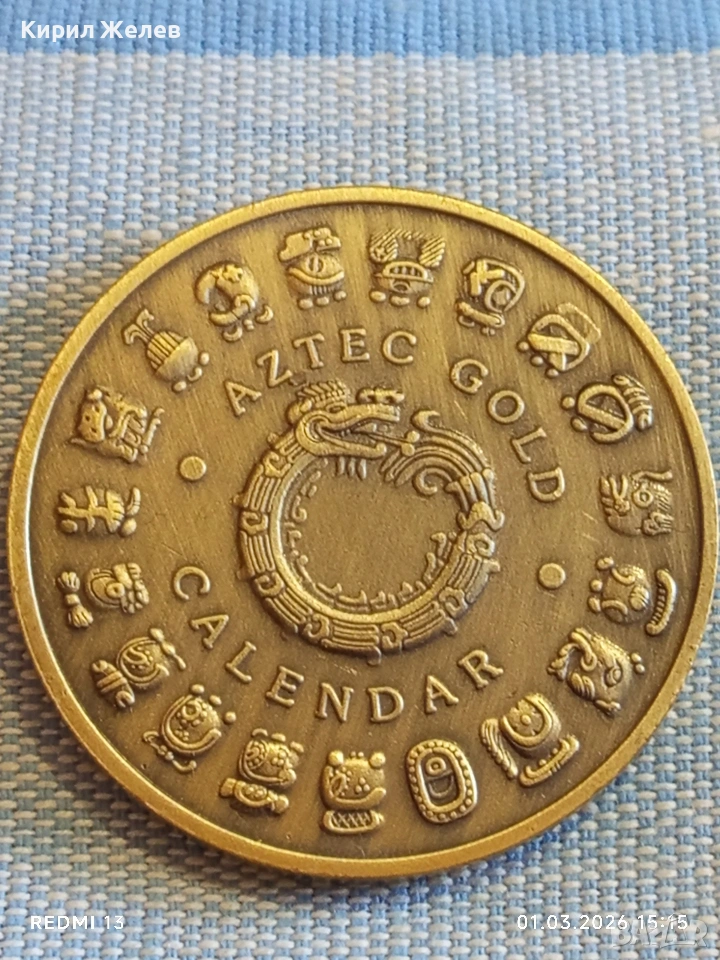 Кирил Желев
AZTEC GOLD
CALENDAR
REDMI 13
01.03.2026 15:15